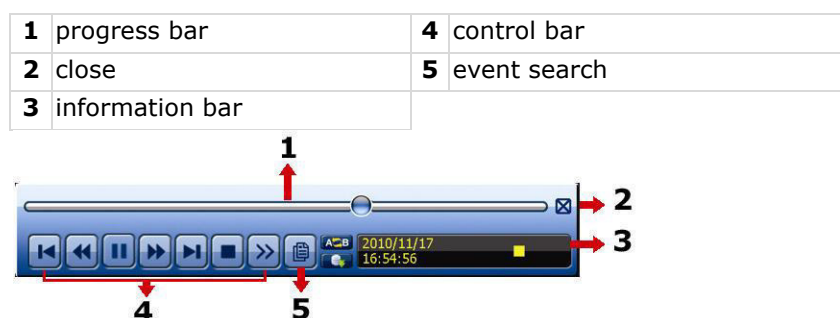 1 progress bar 4 control bar
2 close 5 event search
3 information bar
1
2
A B 2010/11/17
3
16:54:56
4 5